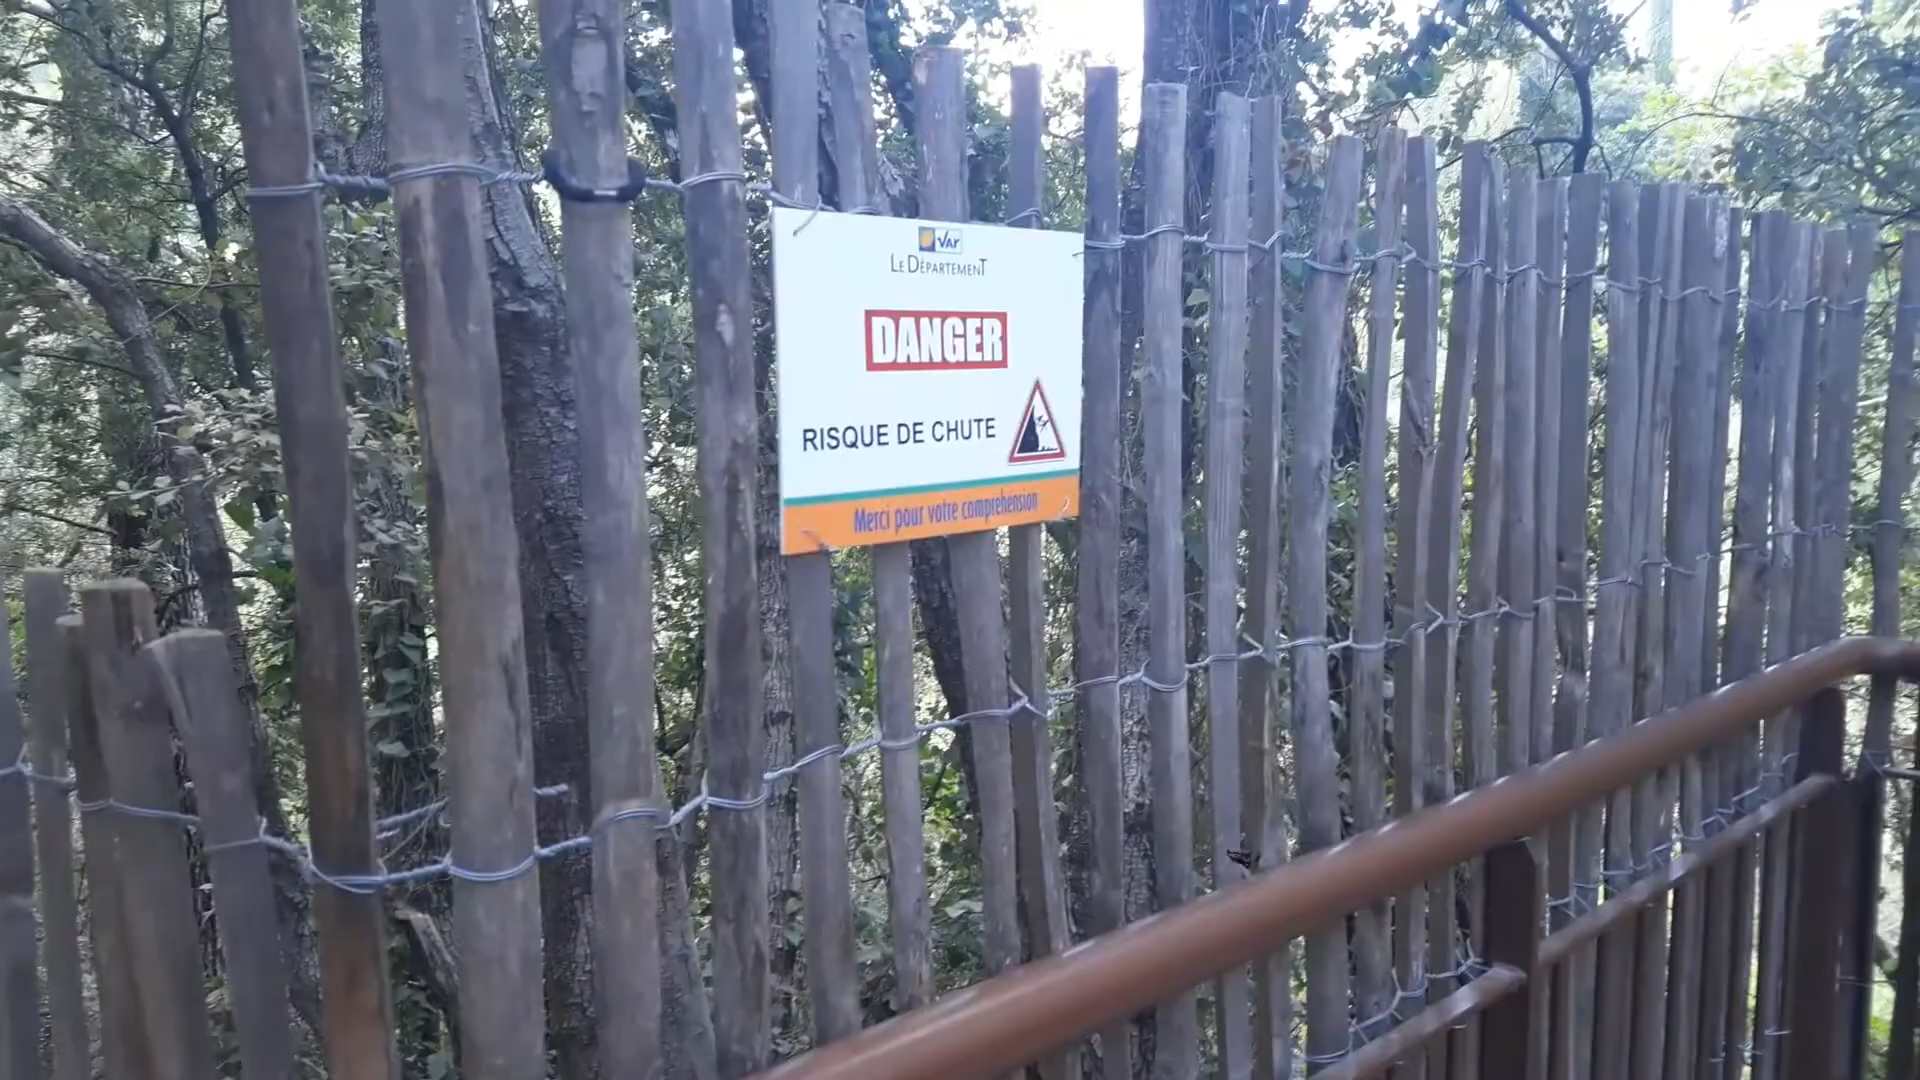 Var
LE DÉPARTEMENT
DANGER
RISQUE DE CHUTE
Merci pour votre compréhension